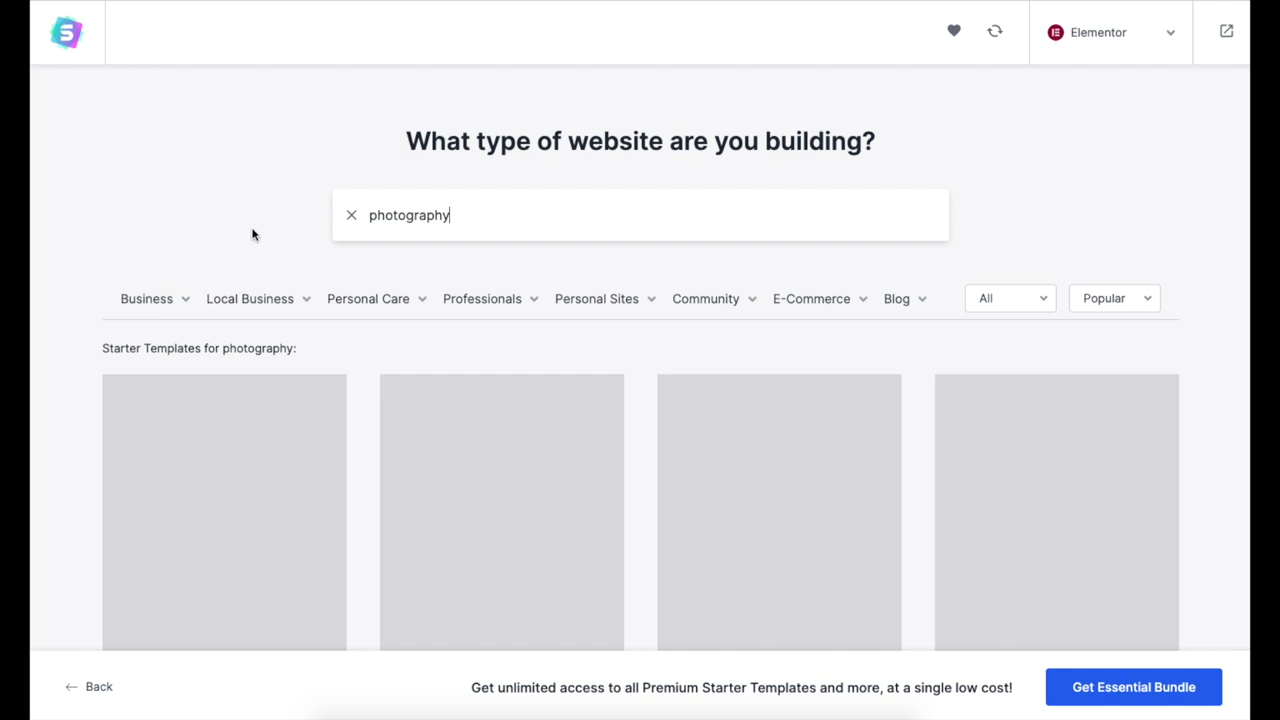 S
Elementor
What type of website are you building?
photography
Business Local Business Personal Care Professionals Personal Sites Community E-Commerce Blog All Popular
Starter Templates for photography:
Back
Get unlimited access to all Premium Starter Templates and more, at a single low cost!
Get Essential Bundle